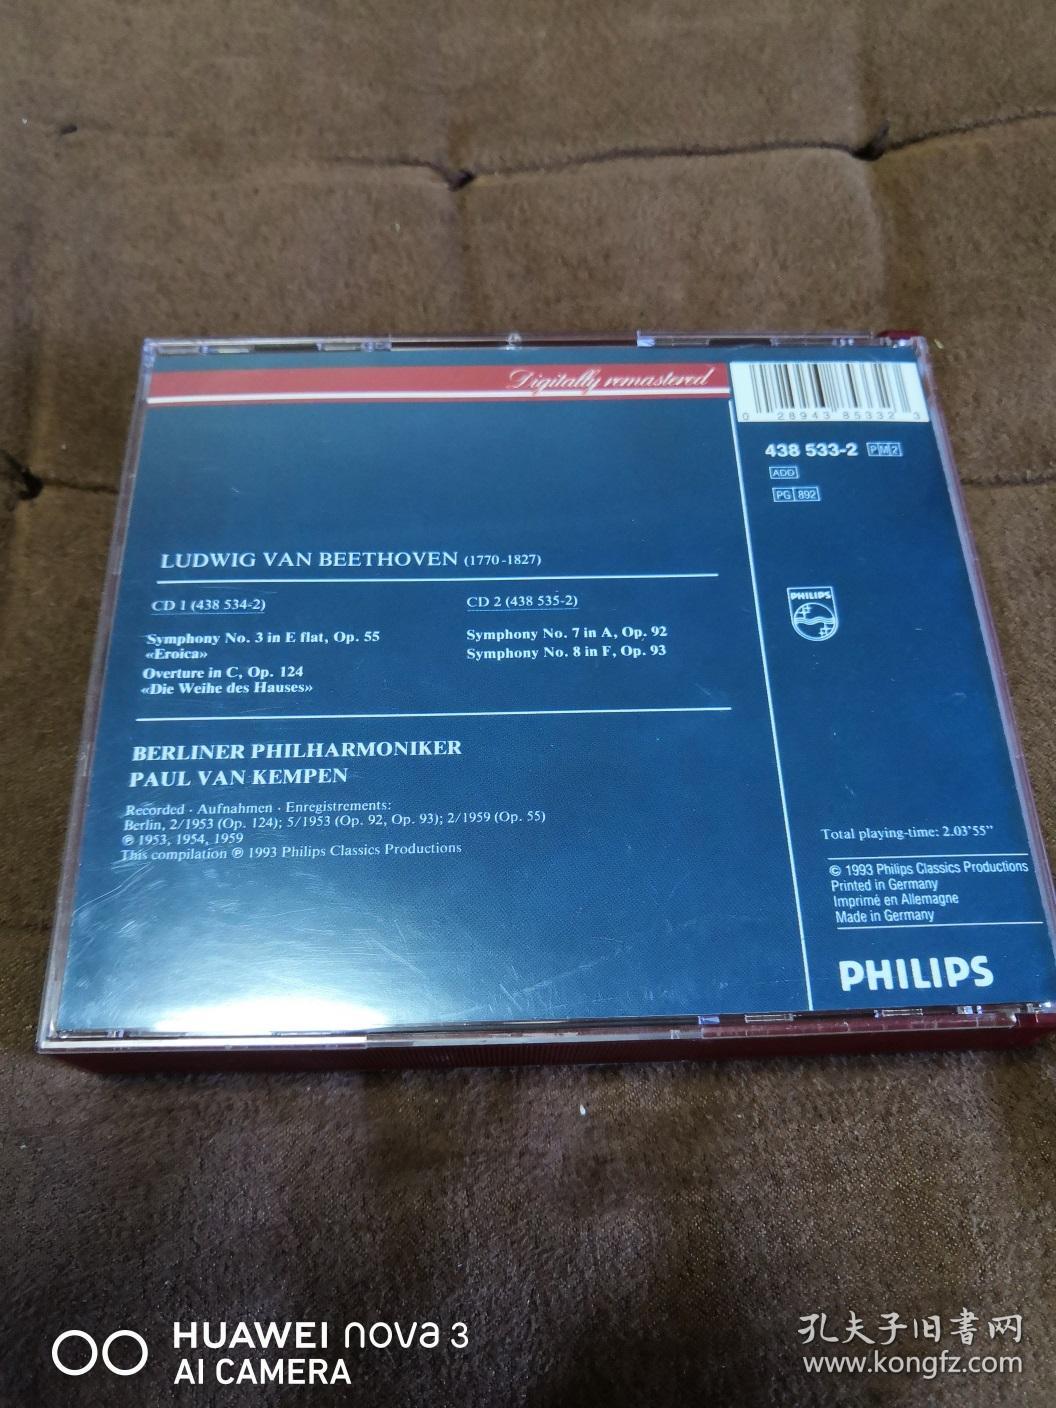 Digitally remastered
0 28943 85332 3
438 533-2 PM2
ADD
PG 892
LUDWIG VAN BEETHOVEN (1770-1827)
CD 1 (438 534-2)
Symphony No. 3 in E flat, Op. 55
«Eroica»
Overture in C, Op. 124
«Die Weihe des Hauses»
CD 2 (438 535-2)
Symphony No. 7 in A, Op. 92
Symphony No. 8 in F, Op. 93
PHILIPS
BERLINER PHILHARMONIKER
PAUL VAN KEMPEN
Recorded · Aufnahmen · Enregistrements:
Berlin, 2/1953 (Op. 124); 5/1953 (Op. 92, Op. 93); 2/1959 (Op. 55)
℗ 1953, 1954, 1959
This compilation ℗ 1993 Philips Classics Productions
Total playing-time: 2.03'55"
© 1993 Philips Classics Productions
Printed in Germany
Imprimé en Allemagne
Made in Germany
PHILIPS
HUAWEI nova 3
AI CAMERA
孔夫子旧書网
www.kongfz.com